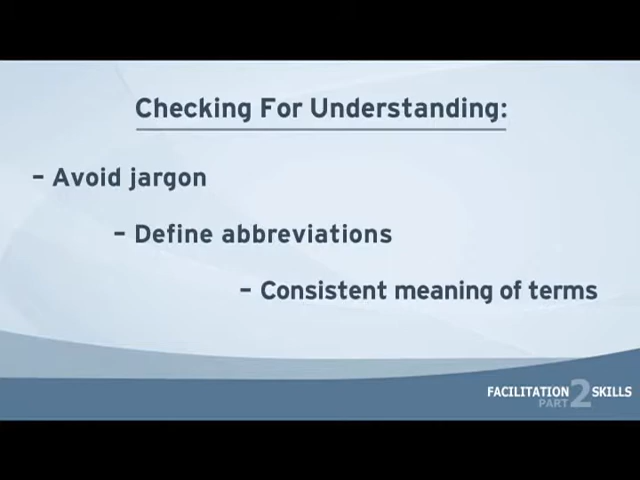 Checking For Understanding:
– Avoid jargon
– Define abbreviations
– Consistent meaning of terms
FACILITATION 2 SKILLS
PART